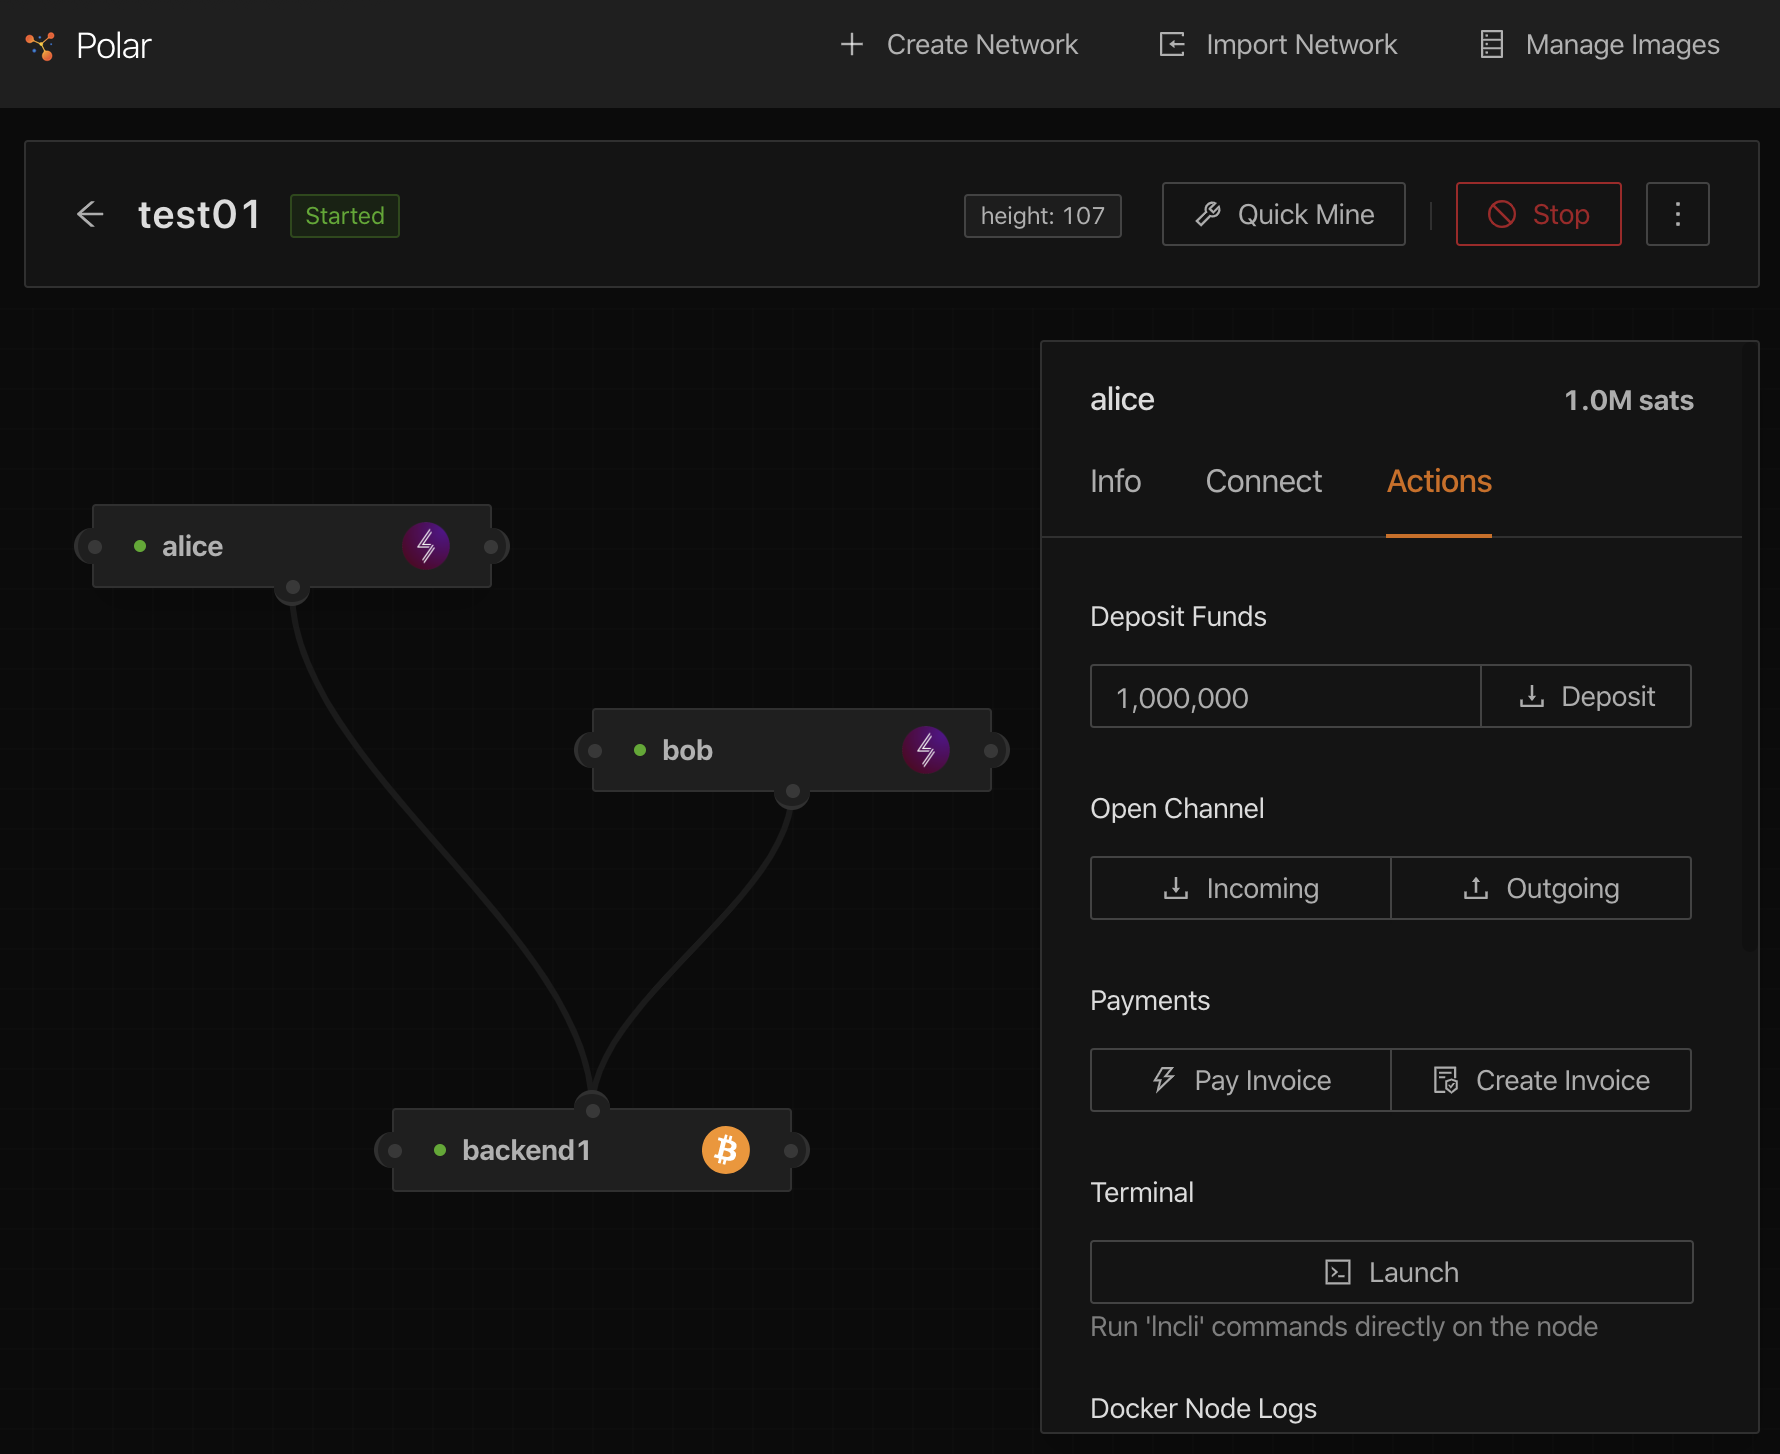 Polar
Create Network
Import Network
Manage Images
test01
Started
height: 107
Quick Mine
Stop
alice
1.0M sats
Info
Connect
Actions
alice
Deposit Funds
1,000,000
Deposit
bob
Open Channel
Incoming
Outgoing
Payments
Pay Invoice
Create Invoice
backend1
Terminal
Launch
Run 'lncli' commands directly on the node
Docker Node Logs